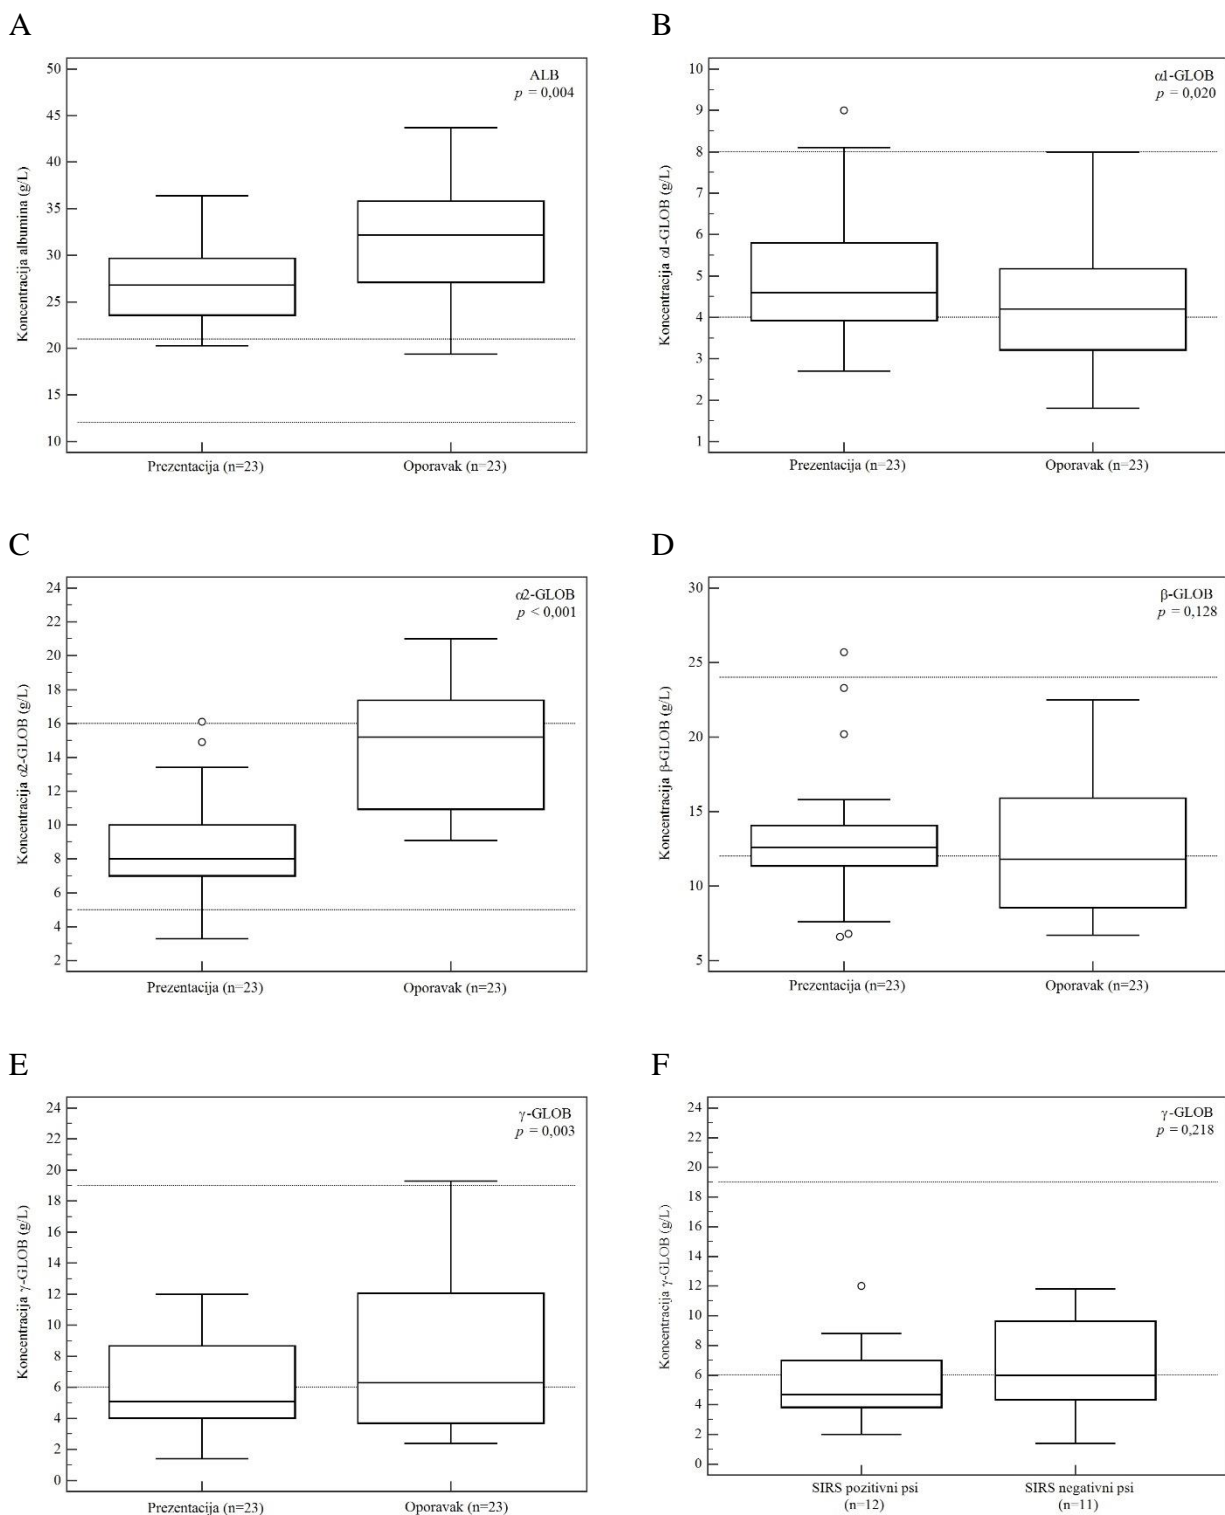 A
ALB
p = 0,004
Koncentracija albumina (g/L)
50
45
40
35
30
25
20
15
10
Prezentacija (n=23)
Oporavak (n=23)
B
α1-GLOB
p = 0,020
Koncentracija α1-GLOB (g/L)
10
9
8
7
6
5
4
3
2
1
Prezentacija (n=23)
Oporavak (n=23)
C
α2-GLOB
p < 0,001
Koncentracija α2-GLOB (g/L)
24
22
20
18
16
14
12
10
8
6
4
2
Prezentacija (n=23)
Oporavak (n=23)
D
β-GLOB
p = 0,128
Koncentracija β-GLOB (g/L)
30
25
20
15
10
5
Prezentacija (n=23)
Oporavak (n=23)
E
γ-GLOB
p = 0,003
Koncentracija γ-GLOB (g/L)
24
22
20
18
16
14
12
10
8
6
4
2
0
Prezentacija (n=23)
Oporavak (n=23)
F
γ-GLOB
p = 0,218
Koncentracija γ-GLOB (g/L)
24
22
20
18
16
14
12
10
8
6
4
2
0
SIRS pozitivni psi
(n=12)
SIRS negativni psi
(n=11)